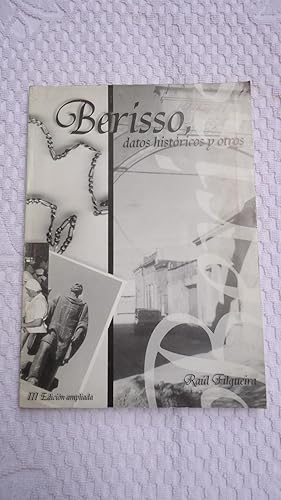 Berisso,
datos históricos y otros
Raúl Filgueira
III Edición ampliada